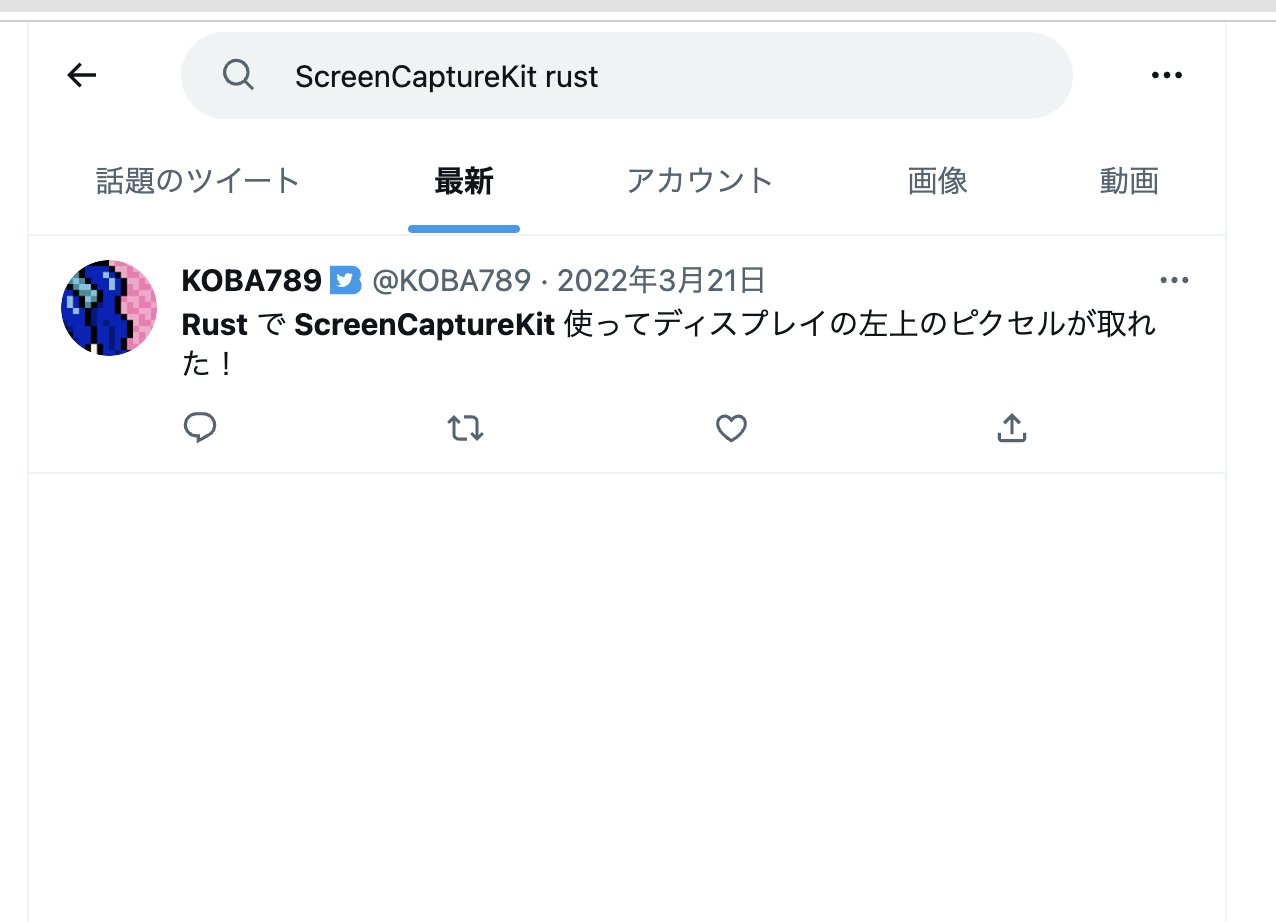 ScreenCaptureKit rust
話題のツイート 最新 アカウント 画像 動画
KOBA789 @KOBA789 · 2022年3月21日
Rust で ScreenCaptureKit 使ってディスプレイの左上のピクセルが取れ
た！